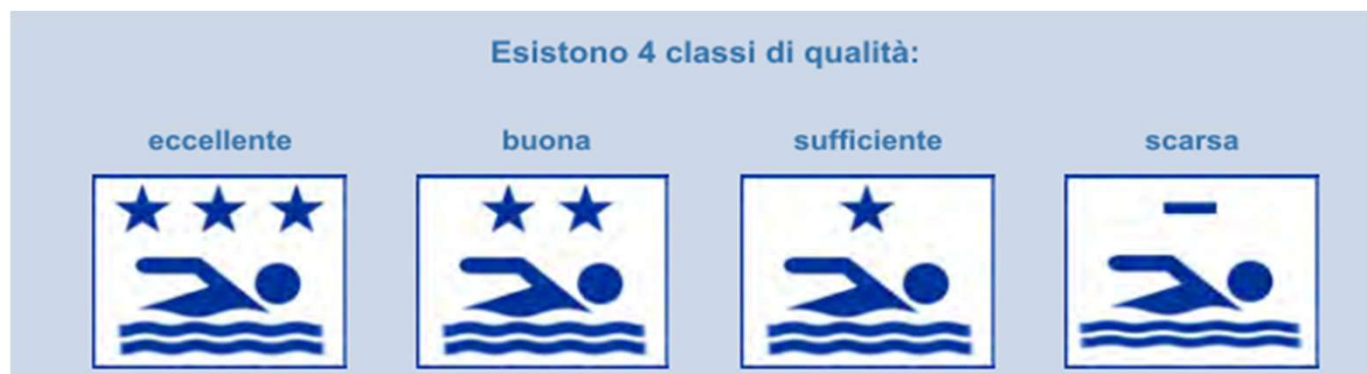 Esistono 4 classi di qualità:
eccellente buona sufficiente scarsa